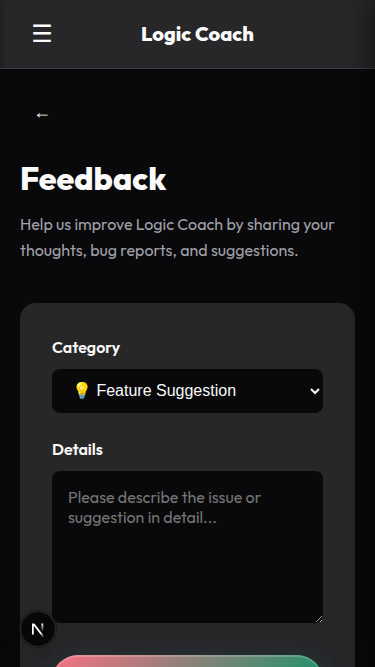 Logic Coach
←
Feedback
Help us improve Logic Coach by sharing your
thoughts, bug reports, and suggestions.
Category
💡 Feature Suggestion
Details
Please describe the issue or
suggestion in detail...
N